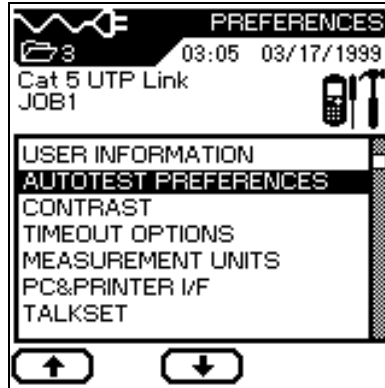 PREFERENCES
3 03:05 03/17/1999
Cat 5 UTP Link
JOB1
USER INFORMATION
AUTOTEST PREFERENCES
CONTRAST
TIMEOUT OPTIONS
MEASUREMENT UNITS
PC&PRINTER I/F
TALKSET